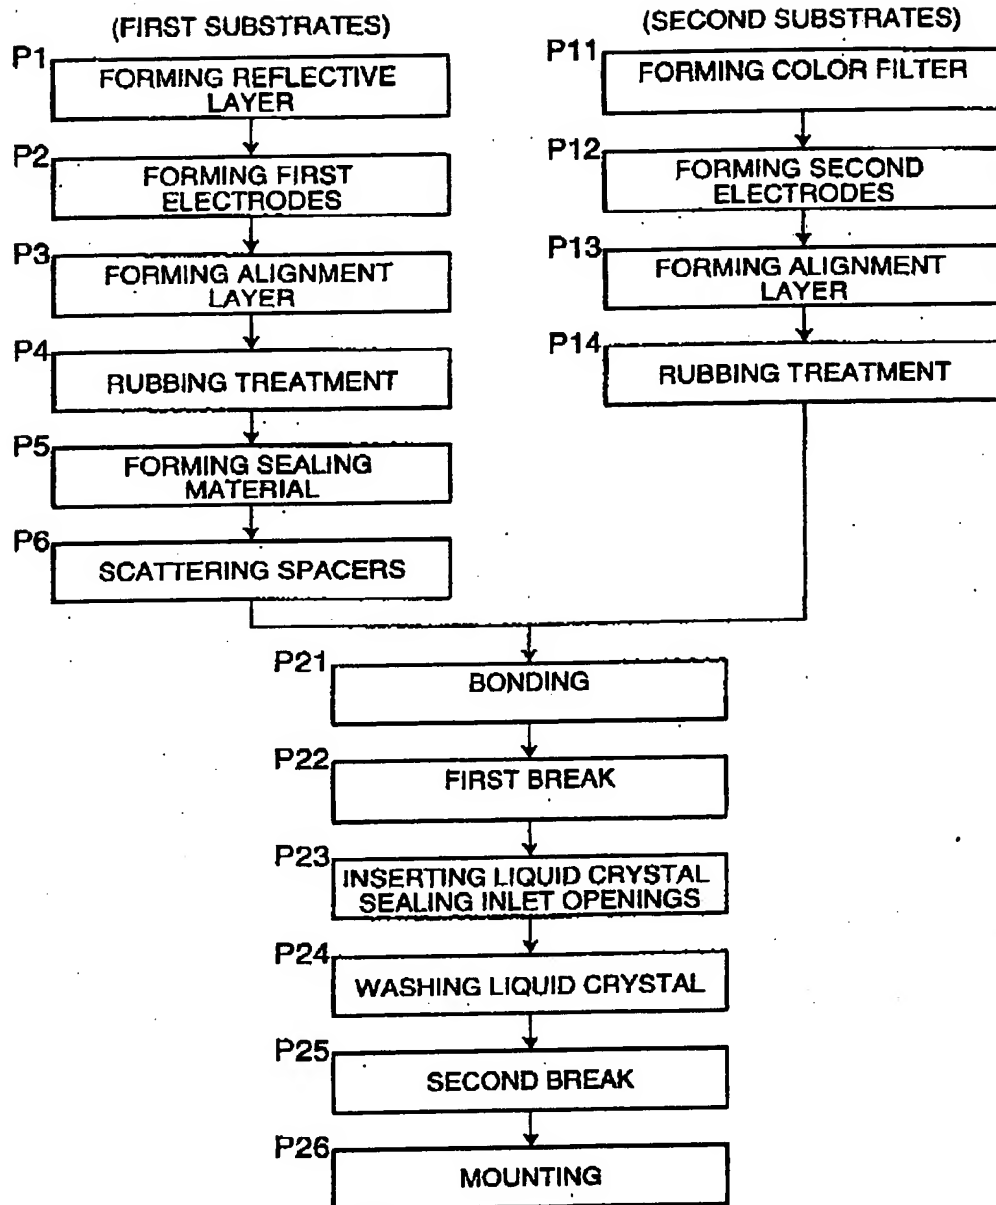 (FIRST SUBSTRATES)
P1
FORMING REFLECTIVE
LAYER
P2
FORMING FIRST
ELECTRODES
P3
FORMING ALIGNMENT
LAYER
P4
RUBBING TREATMENT
P5
FORMING SEALING
MATERIAL
P6
SCATTERING SPACERS
(SECOND SUBSTRATES)
P11
FORMING COLOR FILTER
P12
FORMING SECOND
ELECTRODES
P13
FORMING ALIGNMENT
LAYER
P14
RUBBING TREATMENT
P21
BONDING
P22
FIRST BREAK
P23
INSERTING LIQUID CRYSTAL
SEALING INLET OPENINGS
P24
WASHING LIQUID CRYSTAL
P25
SECOND BREAK
P26
MOUNTING